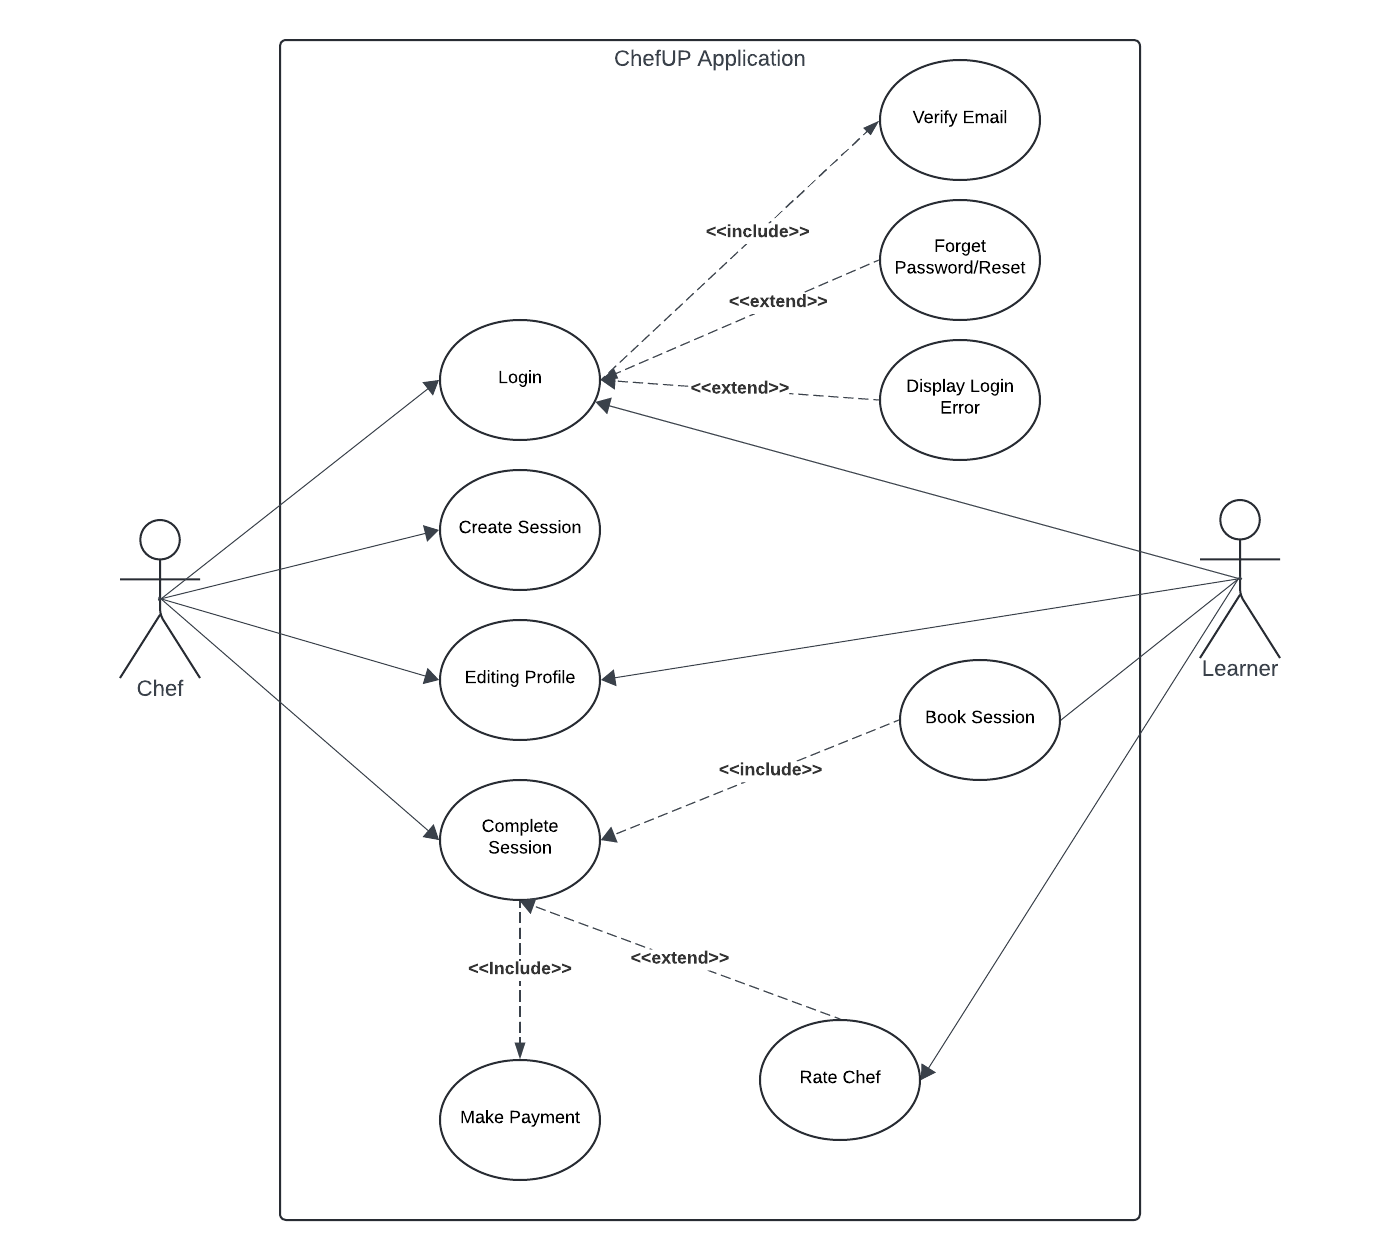 ChefUP Application
Verify Email
<<include>>
Forget
Password/Reset
<<extend>>
Login
<<extend>>
Display Login
Error
Create Session
Chef
Editing Profile
Learner
Book Session
<<include>>
Complete
Session
<<Include>>
<<extend>>
Rate Chef
Make Payment